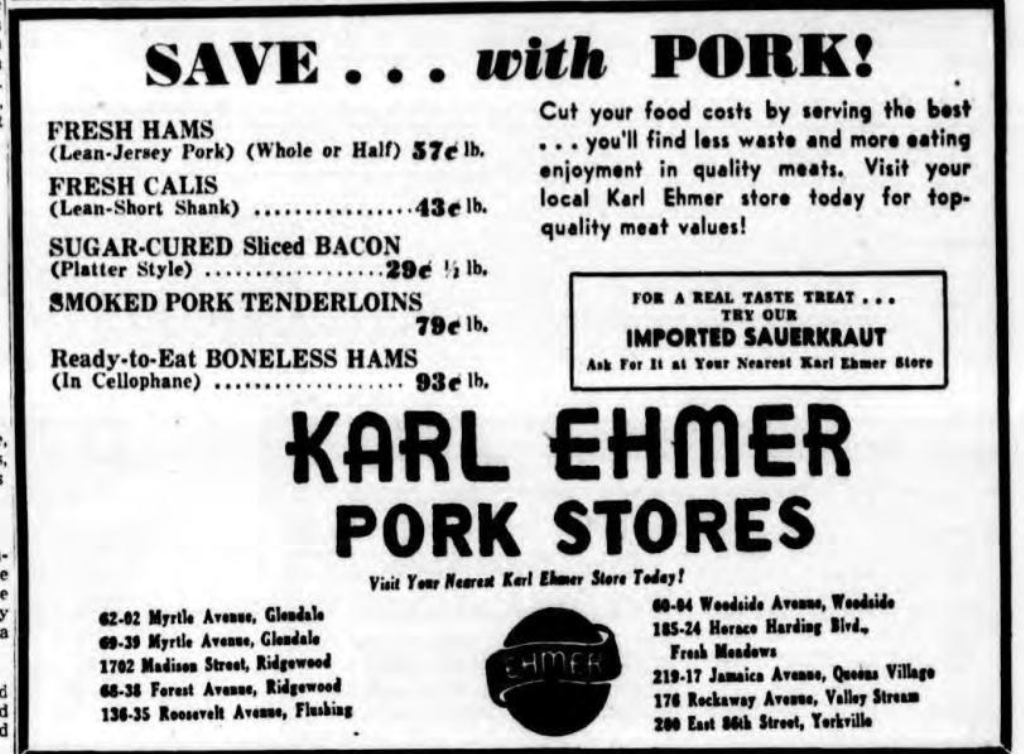 SAVE . . . with PORK!
FRESH HAMS
(Lean-Jersey Pork) (Whole or Half) 57¢ lb.
FRESH CALIS
(Lean-Short Shank) ................43¢ lb.
SUGAR-CURED Sliced BACON
(Platter Style) ..................29¢ ½ lb.
SMOKED PORK TENDERLOINS
79¢ lb.
Ready-to-Eat BONELESS HAMS
(In Cellophane) ................... 93¢ lb.
Cut your food costs by serving the best
. . . you'll find less waste and more eating
enjoyment in quality meats. Visit your
local Karl Ehmer store today for top-
quality meat values!
FOR A REAL TASTE TREAT . . .
TRY OUR
IMPORTED SAUERKRAUT
Ask For It at Your Nearest Karl Ehmer Store
KARL EHMER
PORK STORES
Visit Your Nearest Karl Ehmer Store Today!
62-02 Myrtle Avenue, Glendale
69-39 Myrtle Avenue, Glendale
1702 Madison Street, Ridgewood
68-38 Forest Avenue, Ridgewood
136-35 Roosevelt Avenue, Flushing
EHMER
60-04 Woodside Avenue, Woodside
185-24 Horace Harding Blvd.,
Fresh Meadows
219-17 Jamaica Avenue, Queens Village
176 Rockaway Avenue, Valley Stream
200 East 86th Street, Yorkville